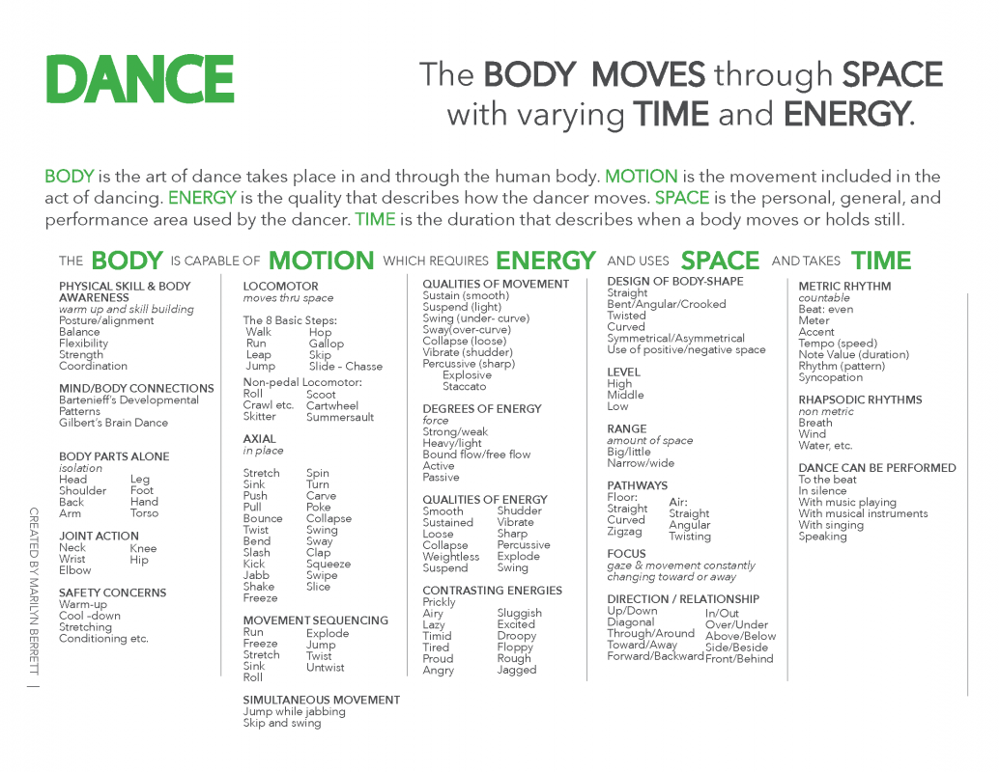 DANCE
The BODY MOVES through SPACE
with varying TIME and ENERGY.
BODY is the art of dance takes place in and through the human body. MOTION is the movement included in the
act of dancing. ENERGY is the quality that describes how the dancer moves. SPACE is the personal, general, and
performance area used by the dancer. TIME is the duration that describes when a body moves or holds still.
THE BODY IS CAPABLE OF MOTION WHICH REQUIRES ENERGY AND USES SPACE AND TAKES TIME
PHYSICAL SKILL & BODY
AWARENESS
warm up and skill building
Posture/alignment
Balance
Flexibility
Strength
Coordination
MIND/BODY CONNECTIONS
Bartenieff's Developmental
Patterns
Gilbert's Brain Dance
BODY PARTS ALONE
isolation
Head
Shoulder
Back
Arm
Leg
Foot
Hand
Torso
JOINT ACTION
Neck
Wrist
Elbow
Knee
Hip
SAFETY CONCERNS
Warm-up
Cool –down
Stretching
Conditioning etc.
LOCOMOTOR
moves thru space
The 8 Basic Steps:
Walk
Run
Leap
Jump
Hop
Gallop
Skip
Slide – Chasse
Non-pedal Locomotor:
Roll
Crawl etc.
Skitter
Scoot
Cartwheel
Summersault
AXIAL
in place
Stretch
Sink
Push
Pull
Bounce
Twist
Bend
Slash
Kick
Jabb
Shake
Freeze
Spin
Turn
Carve
Poke
Collapse
Swing
Sway
Clap
Squeeze
Swipe
Slice
MOVEMENT SEQUENCING
Run
Freeze
Stretch
Sink
Roll
Explode
Jump
Twist
Untwist
SIMULTANEOUS MOVEMENT
Jump while jabbing
Skip and swing
QUALITIES OF MOVEMENT
Sustain (smooth)
Suspend (light)
Swing (under- curve)
Sway(over-curve)
Collapse (loose)
Vibrate (shudder)
Percussive (sharp)
Explosive
Staccato
DEGREES OF ENERGY
force
Strong/weak
Heavy/light
Bound flow/free flow
Active
Passive
QUALITIES OF ENERGY
Smooth
Sustained
Loose
Collapse
Weightless
Suspend
Shudder
Vibrate
Sharp
Percussive
Explode
Swing
CONTRASTING ENERGIES
Prickly
Airy
Lazy
Timid
Tired
Proud
Angry
Sluggish
Excited
Droopy
Floppy
Rough
Jagged
DESIGN OF BODY-SHAPE
Straight
Bent/Angular/Crooked
Twisted
Curved
Symmetrical/Asymmetrical
Use of positive/negative space
LEVEL
High
Middle
Low
RANGE
amount of space
Big/little
Narrow/wide
PATHWAYS
Floor:
Straight
Curved
Zigzag
Air:
Straight
Angular
Twisting
FOCUS
gaze & movement constantly
changing toward or away
DIRECTION / RELATIONSHIP
Up/Down
Diagonal
Through/Around
Toward/Away
Forward/Backward
In/Out
Over/Under
Above/Below
Side/Beside
Front/Behind
METRIC RHYTHM
countable
Beat: even
Meter
Accent
Tempo (speed)
Note Value (duration)
Rhythm (pattern)
Syncopation
RHAPSODIC RHYTHMS
non metric
Breath
Wind
Water, etc.
DANCE CAN BE PERFORMED
To the beat
In silence
With music playing
With musical instruments
With singing
Speaking
CREATED BY MARILYN BERRETT |